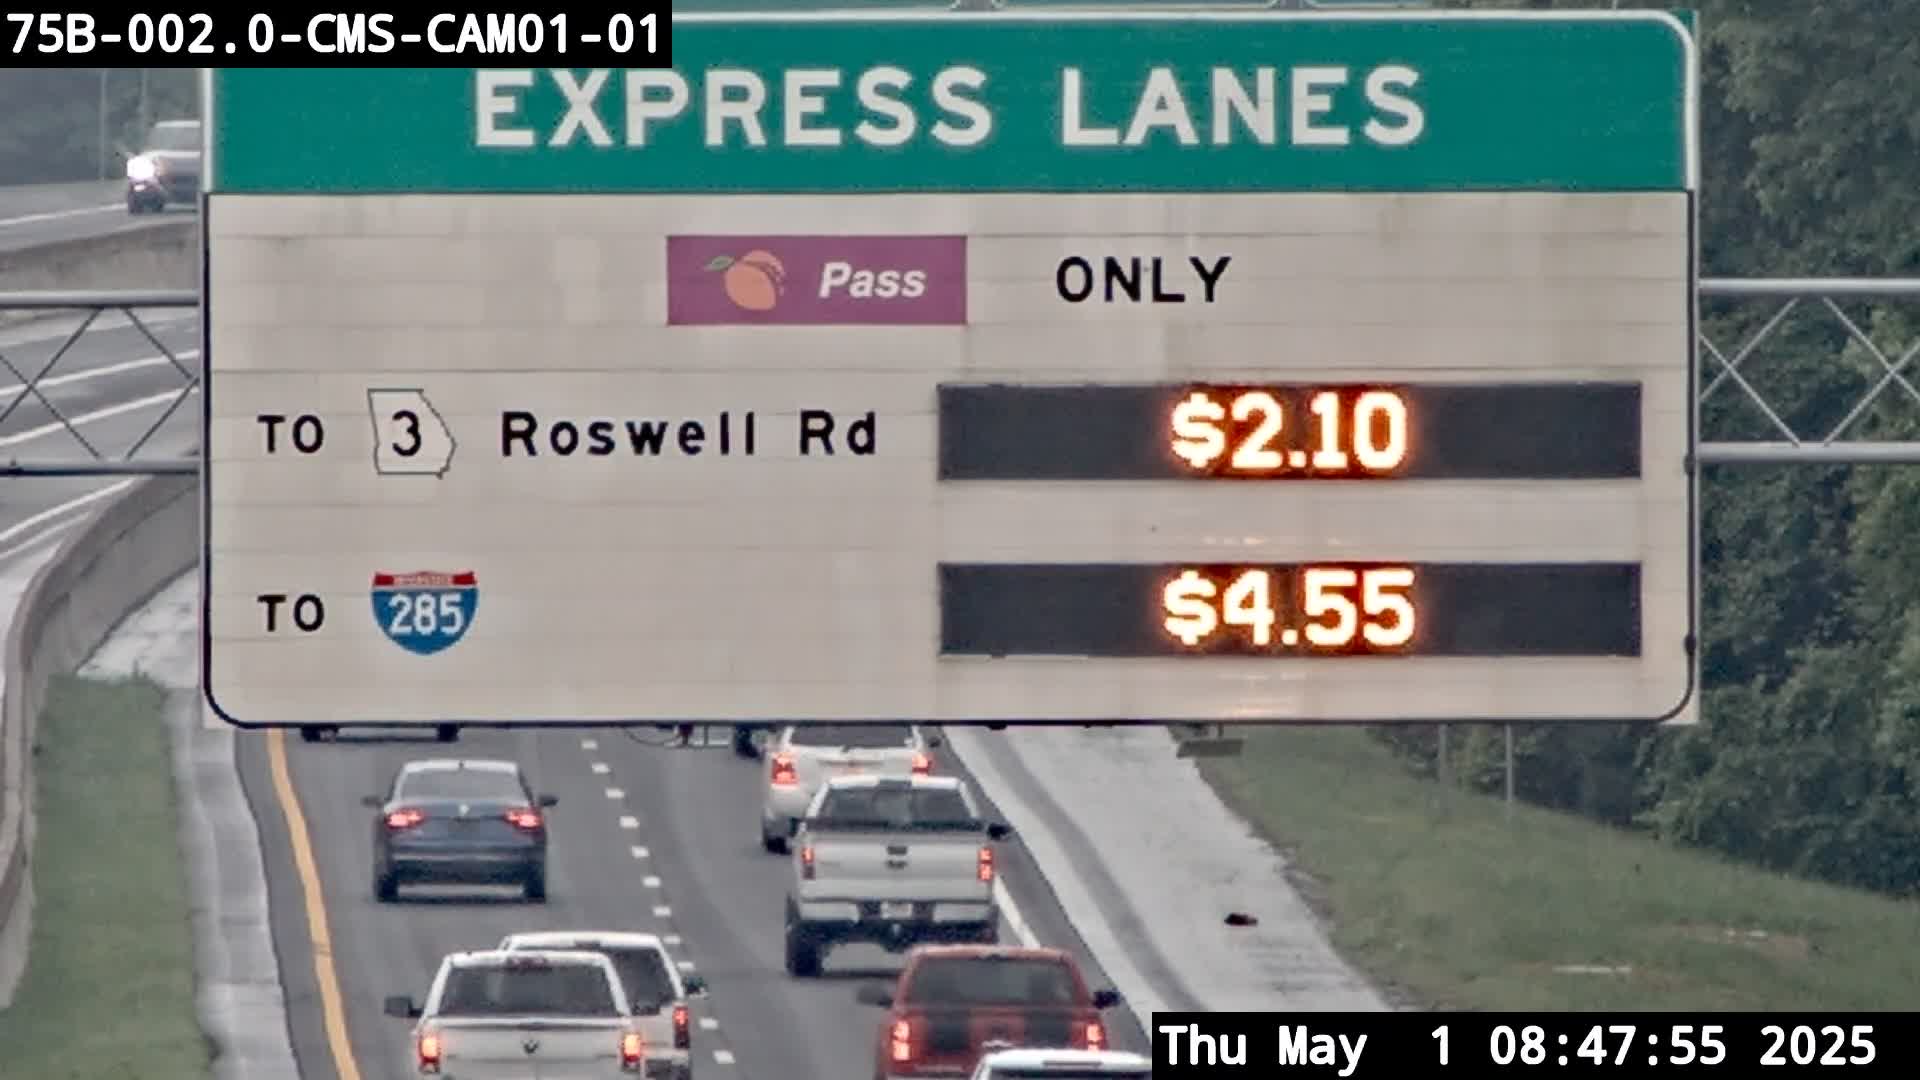 75B-002.0-CMS-CAM01-01
EXPRESS LANES
Pass ONLY
TO 3 Roswell Rd $2.10
INTERSTATE
TO 285 $4.55
Thu May 1 08:47:55 2025